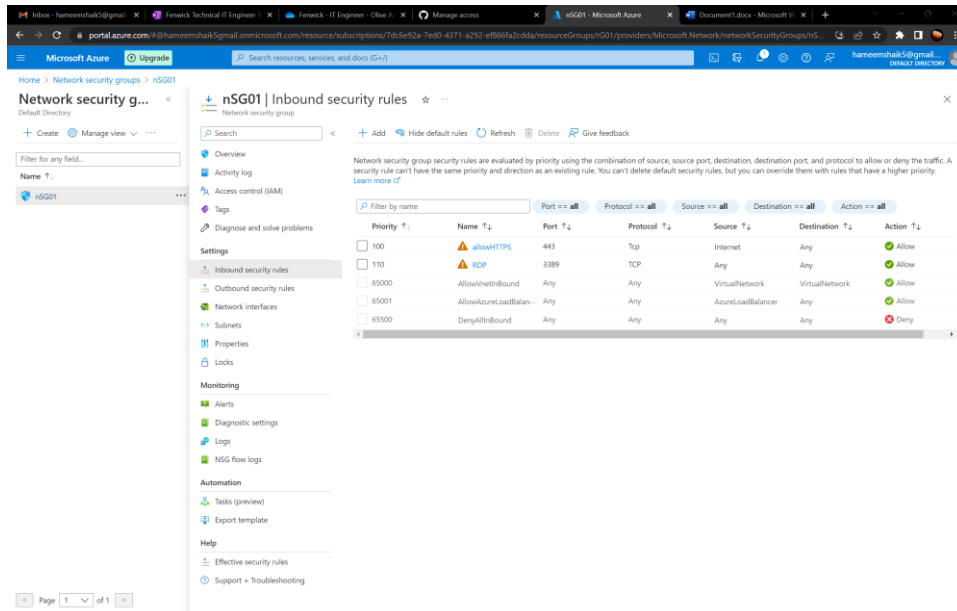 Inbox - hameemshaik5@gmail
Fenwick Technical IT Engineer
Fenwick - IT Engineer - Olive A
Manage access
nSG01 - Microsoft Azure
Document1.docx - Microsoft W
portal.azure.com/#@hameemshaik5gmail.onmicrosoft.com/resource/subscriptions/7dc6e92a-7ed0-4371-a292-ef866fa2cdda/resourceGroups/rG01/providers/Microsoft.Network/networkSecurityGroups/nS...
Microsoft Azure
Upgrade
Search resources, services, and docs (G+/)
1
hameemshaik5@gmail...
DEFAULT DIRECTORY
Home > Network security groups > nSG01
Network security g...
«
Default Directory
+ Create
Manage view
...
Filter for any field...
Name ↑↓
nSG01
...
Page 1 of 1
nSG01 | Inbound security rules
...
Network security group
Search
«
Overview
Activity log
Access control (IAM)
Tags
Diagnose and solve problems
Settings
Inbound security rules
Outbound security rules
Network interfaces
Subnets
Properties
Locks
Monitoring
Alerts
Diagnostic settings
Logs
NSG flow logs
Automation
Tasks (preview)
Export template
Help
Effective security rules
Support + Troubleshooting
+ Add
Hide default rules
Refresh
Delete
Give feedback
Network security group security rules are evaluated by priority using the combination of source, source port, destination, destination port, and protocol to allow or deny the traffic. A
security rule can't have the same priority and direction as an existing rule. You can't delete default security rules, but you can override them with rules that have a higher priority.
Learn more
Filter by name
Port == all
Protocol == all
Source == all
Destination == all
Action == all
Priority ↑↓ Name ↑↓ Port ↑↓ Protocol ↑↓ Source ↑↓ Destination ↑↓ Action ↑↓
100 allowHTTPS 443 Tcp Internet Any Allow
110 RDP 3389 TCP Any Any Allow
65000 AllowVnetInBound Any Any VirtualNetwork VirtualNetwork Allow
65001 AllowAzureLoadBalan... Any Any AzureLoadBalancer Any Allow
65500 DenyAllInBound Any Any Any Any Deny